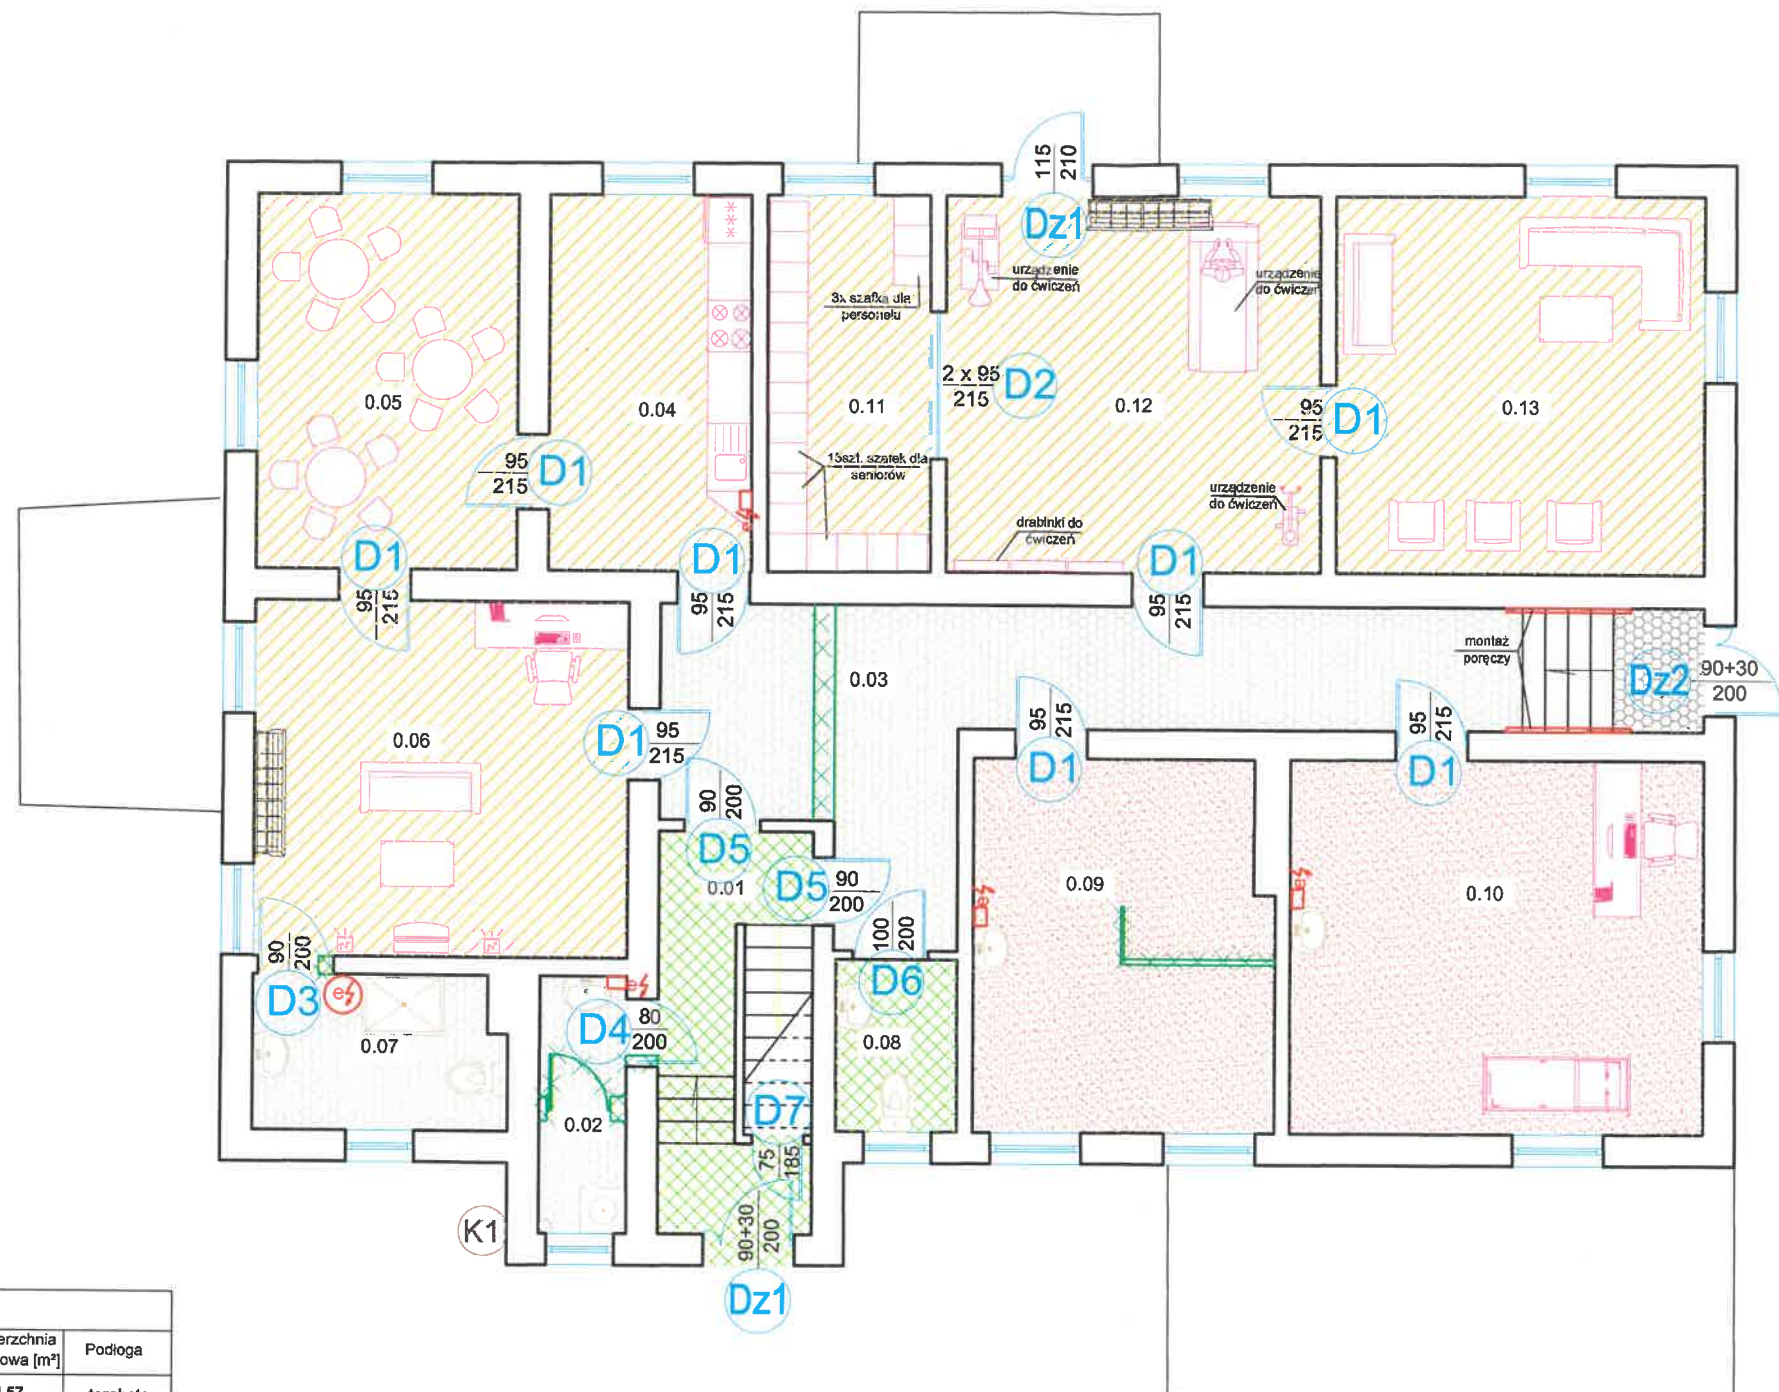 115
210
Dz1
urządzenie
do ćwiczeń
urządzenie
do ćwiczeń
3x szafka dla
personelu
2 x 95
215
D2
0.05
0.04
0.11
0.12
95
215
D1
0.13
95
215
D1
15szt. szafek dla
seniorów
urządzenie
do ćwiczeń
drabinki do
ćwiczeń
D1
95
215
D1
95
215
D1
95
215
montaż
poręczy
0.03
Dz2
90+30
200
0.06
D1
95
215
95
215
D1
95
215
D1
90
200
D5
0.01
D5
90
200
0.09
0.10
100
200
D6
90
200
D3
0.07
D4
80
200
0.08
D7
75
185
0.02
K1
90+30
200
Dz1
erzchnia
owa [m²]
Podłoga